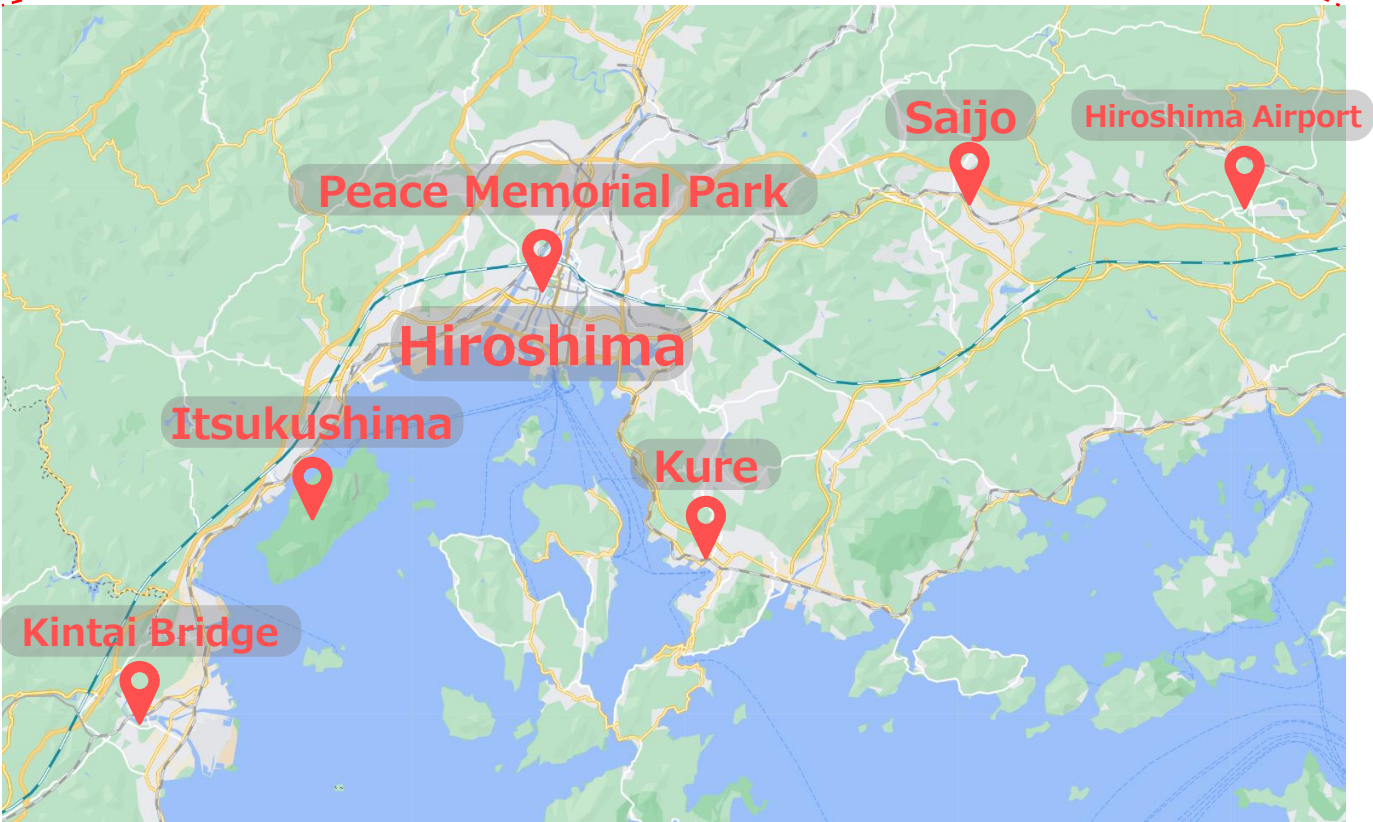 Saijo
Hiroshima Airport
Peace Memorial Park
Hiroshima
Itsukushima
Kure
Kintai Bridge